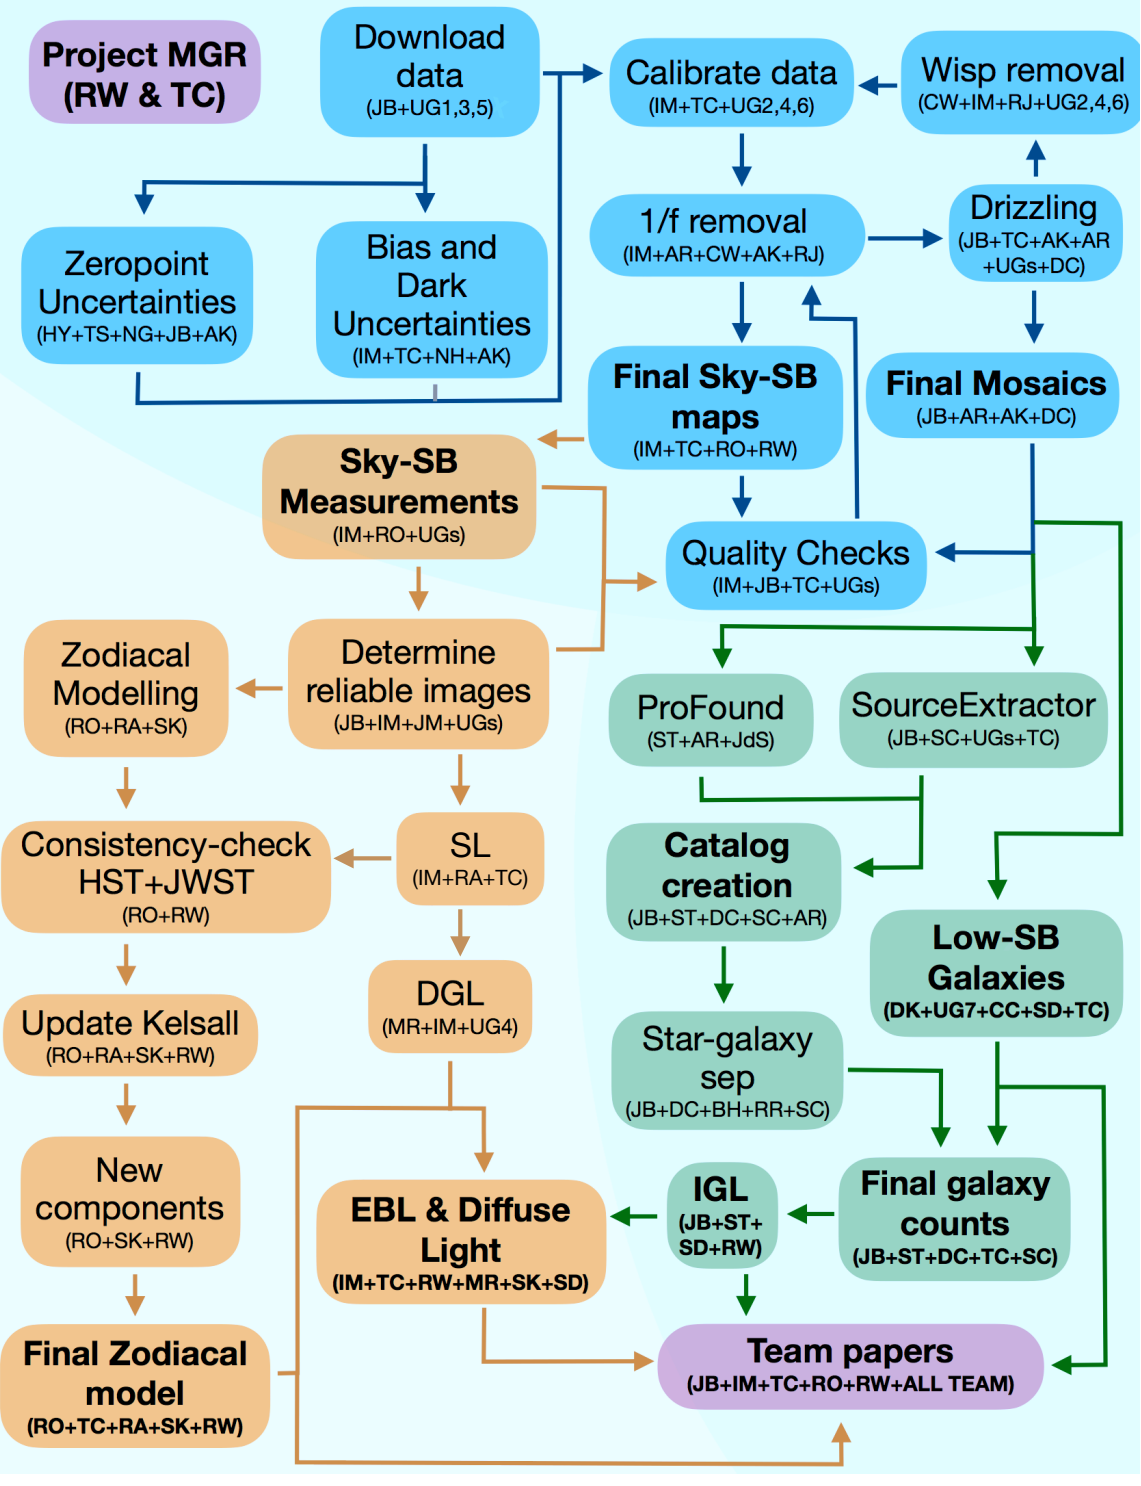 Project MGR
(RW & TC)
Download
data
(JB+UG1,3,5)
Calibrate data
(IM+TC+UG2,4,6)
Wisp removal
(CW+IM+RJ+UG2,4,6)
Zeropoint
Uncertainties
(HY+TS+NG+JB+AK)
Bias and
Dark
Uncertainties
(IM+TC+NH+AK)
1/f removal
(IM+AR+CW+AK+RJ)
Drizzling
(JB+TC+AK+AR
+UGs+DC)
Final Sky-SB
maps
(IM+TC+RO+RW)
Final Mosaics
(JB+AR+AK+DC)
Sky-SB
Measurements
(IM+RO+UGs)
Quality Checks
(IM+JB+TC+UGs)
Zodiacal
Modelling
(RO+RA+SK)
Determine
reliable images
(JB+IM+JM+UGs)
ProFound
(ST+AR+JdS)
SourceExtractor
(JB+SC+UGs+TC)
Consistency-check
HST+JWST
(RO+RW)
SL
(IM+RA+TC)
Catalog
creation
(JB+ST+DC+SC+AR)
Low-SB
Galaxies
(DK+UG7+CC+SD+TC)
Update Kelsall
(RO+RA+SK+RW)
DGL
(MR+IM+UG4)
Star-galaxy
sep
(JB+DC+BH+RR+SC)
New
components
(RO+SK+RW)
EBL & Diffuse
Light
(IM+TC+RW+MR+SK+SD)
IGL
(JB+ST+
SD+RW)
Final galaxy
counts
(JB+ST+DC+TC+SC)
Final Zodiacal
model
(RO+TC+RA+SK+RW)
Team papers
(JB+IM+TC+RO+RW+ALL TEAM)